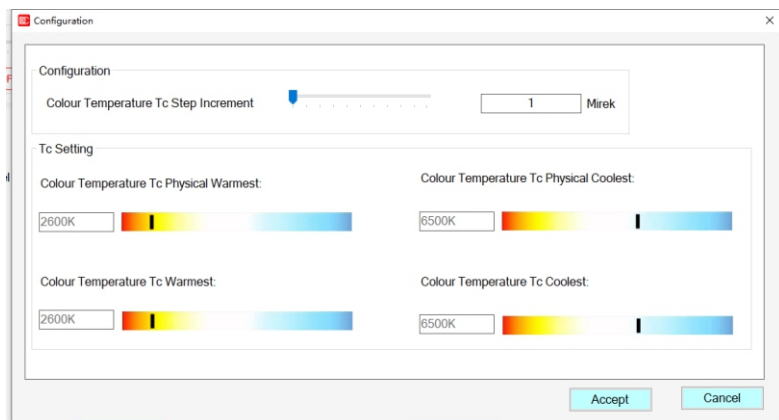 Configuration
Configuration
Colour Temperature Tc Step Increment
1
Mirek
Tc Setting
Colour Temperature Tc Physical Warmest:
Colour Temperature Tc Physical Coolest:
2600K
6500K
Colour Temperature Tc Warmest:
Colour Temperature Tc Coolest:
2600K
6500K
Accept
Cancel